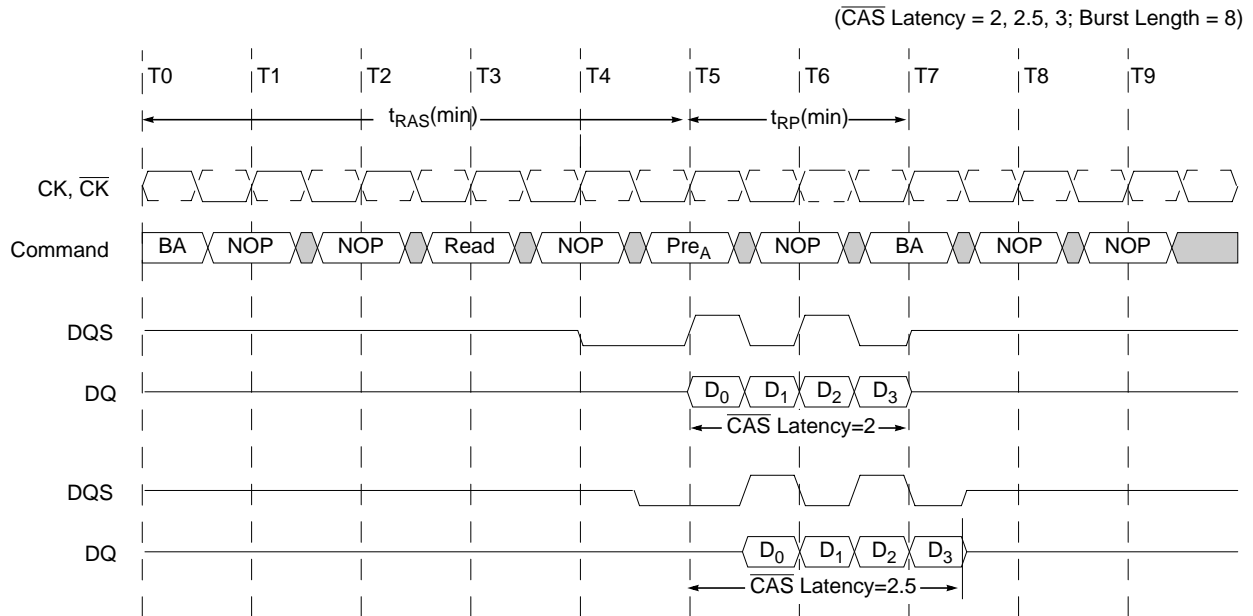 (CAS Latency = 2, 2.5, 3; Burst Length = 8)
T0 T1 T2 T3 T4 T5 T6 T7 T8 T9
tRAS(min) tRP(min)
CK, CK
Command BA NOP NOP Read NOP PreA NOP BA NOP NOP
DQS
DQ D0 D1 D2 D3
CAS Latency=2
DQS
DQ D0 D1 D2 D3
CAS Latency=2.5